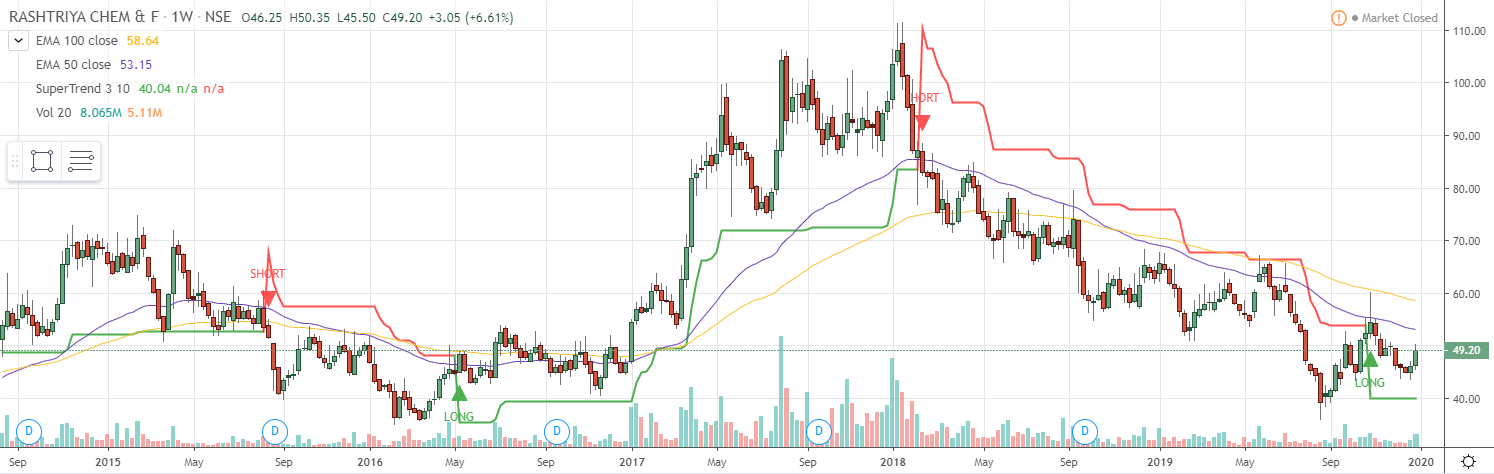 RASHTRIYA CHEM & F · 1W · NSE O46.25 H50.35 L45.50 C49.20 +3.05 (+6.61%)
Market Closed
EMA 100 close 58.64
EMA 50 close 53.15
SuperTrend 3 10 40.04 n/a n/a
Vol 20 8.065M 5.11M
110.00
100.00
90.00
80.00
70.00
60.00
49.20
40.00
HORT
SHORT
LONG
LONG
D D D D D
Sep 2015 May Sep 2016 May Sep 2017 May Sep 2018 May Sep 2019 May Sep 2020